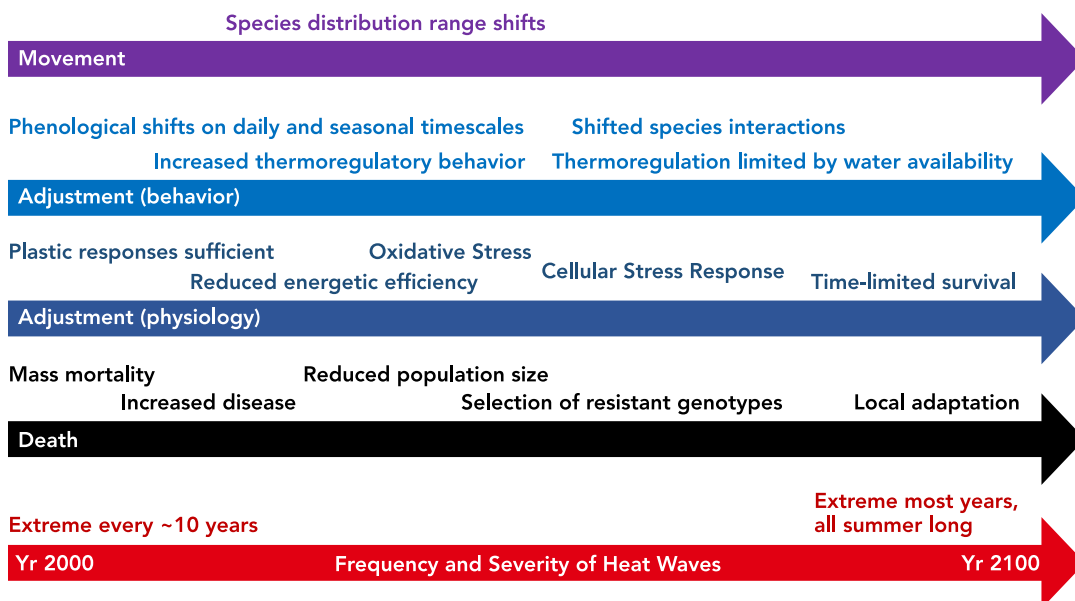 Species distribution range shifts
Movement
Phenological shifts on daily and seasonal timescales
Shifted species interactions
Increased thermoregulatory behavior
Thermoregulation limited by water availability
Adjustment (behavior)
Plastic responses sufficient
Oxidative Stress
Cellular Stress Response
Reduced energetic efficiency
Time-limited survival
Adjustment (physiology)
Mass mortality
Reduced population size
Increased disease
Selection of resistant genotypes
Local adaptation
Death
Extreme every ~10 years
Extreme most years,
all summer long
Yr 2000
Frequency and Severity of Heat Waves
Yr 2100